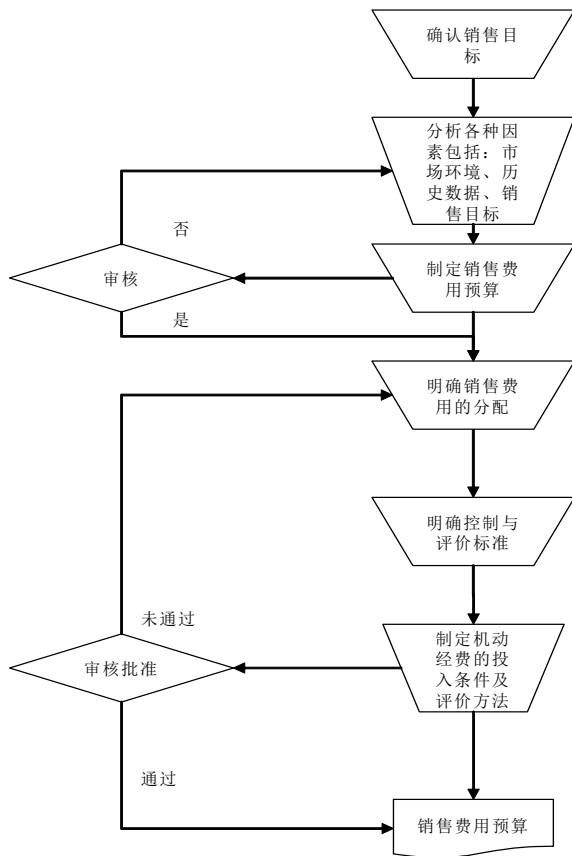 确认销售目
标
分析各种因
素包括：市
场环境、历
史数据、销
售目标
否
审核
制定销售费
用预算
是
明确销售费
用的分配
明确控制与
评价标准
未通过
审核批准
制定机动
经费的投
入条件及
评价方法
通过
销售费用预算